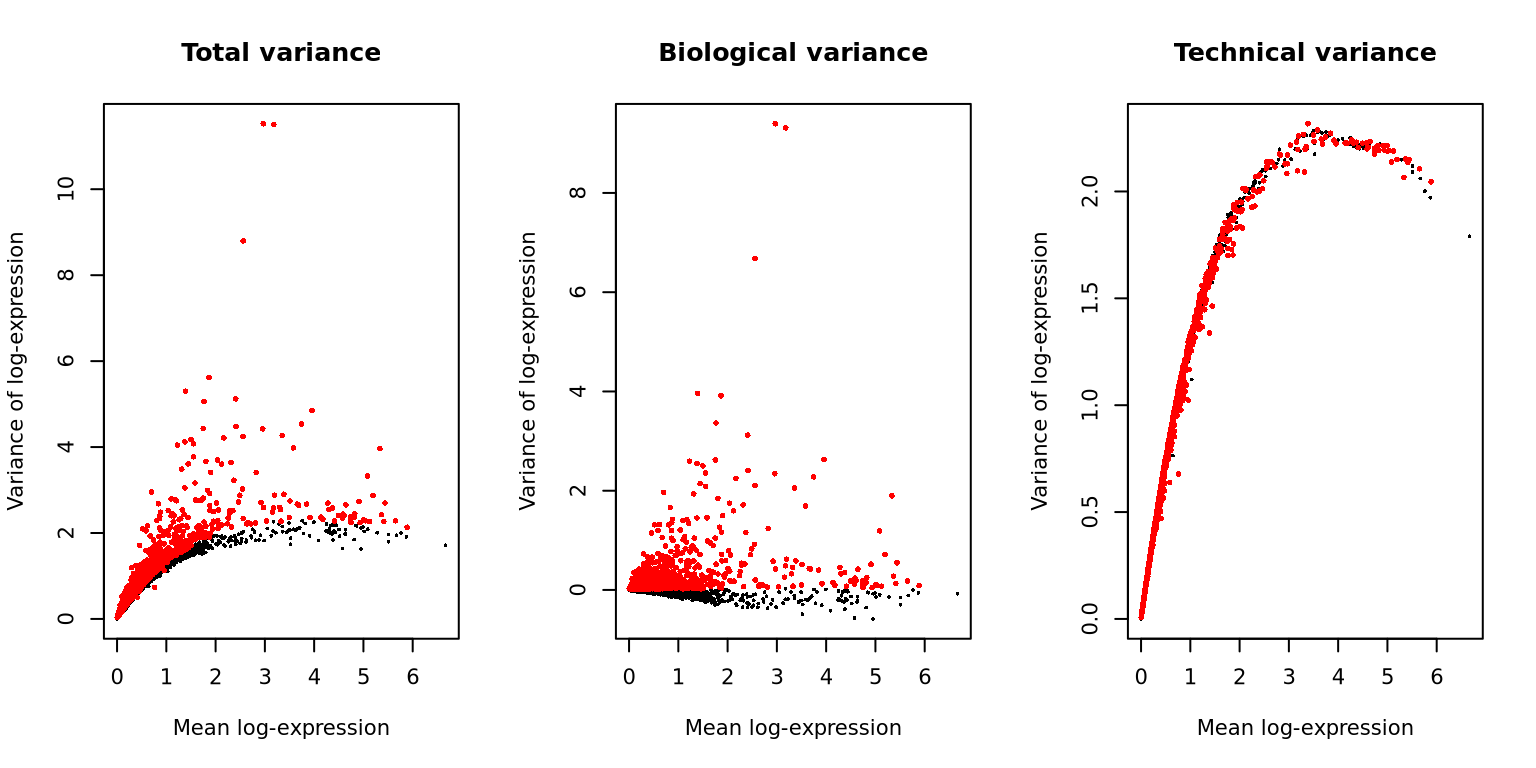 Total variance
Variance of log-expression
10
8
6
4
2
0
0 1 2 3 4 5 6
Mean log-expression
Biological variance
Variance of log-expression
8
6
4
2
0
0 1 2 3 4 5 6
Mean log-expression
Technical variance
Variance of log-expression
2.0
1.5
1.0
0.5
0.0
0 1 2 3 4 5 6
Mean log-expression